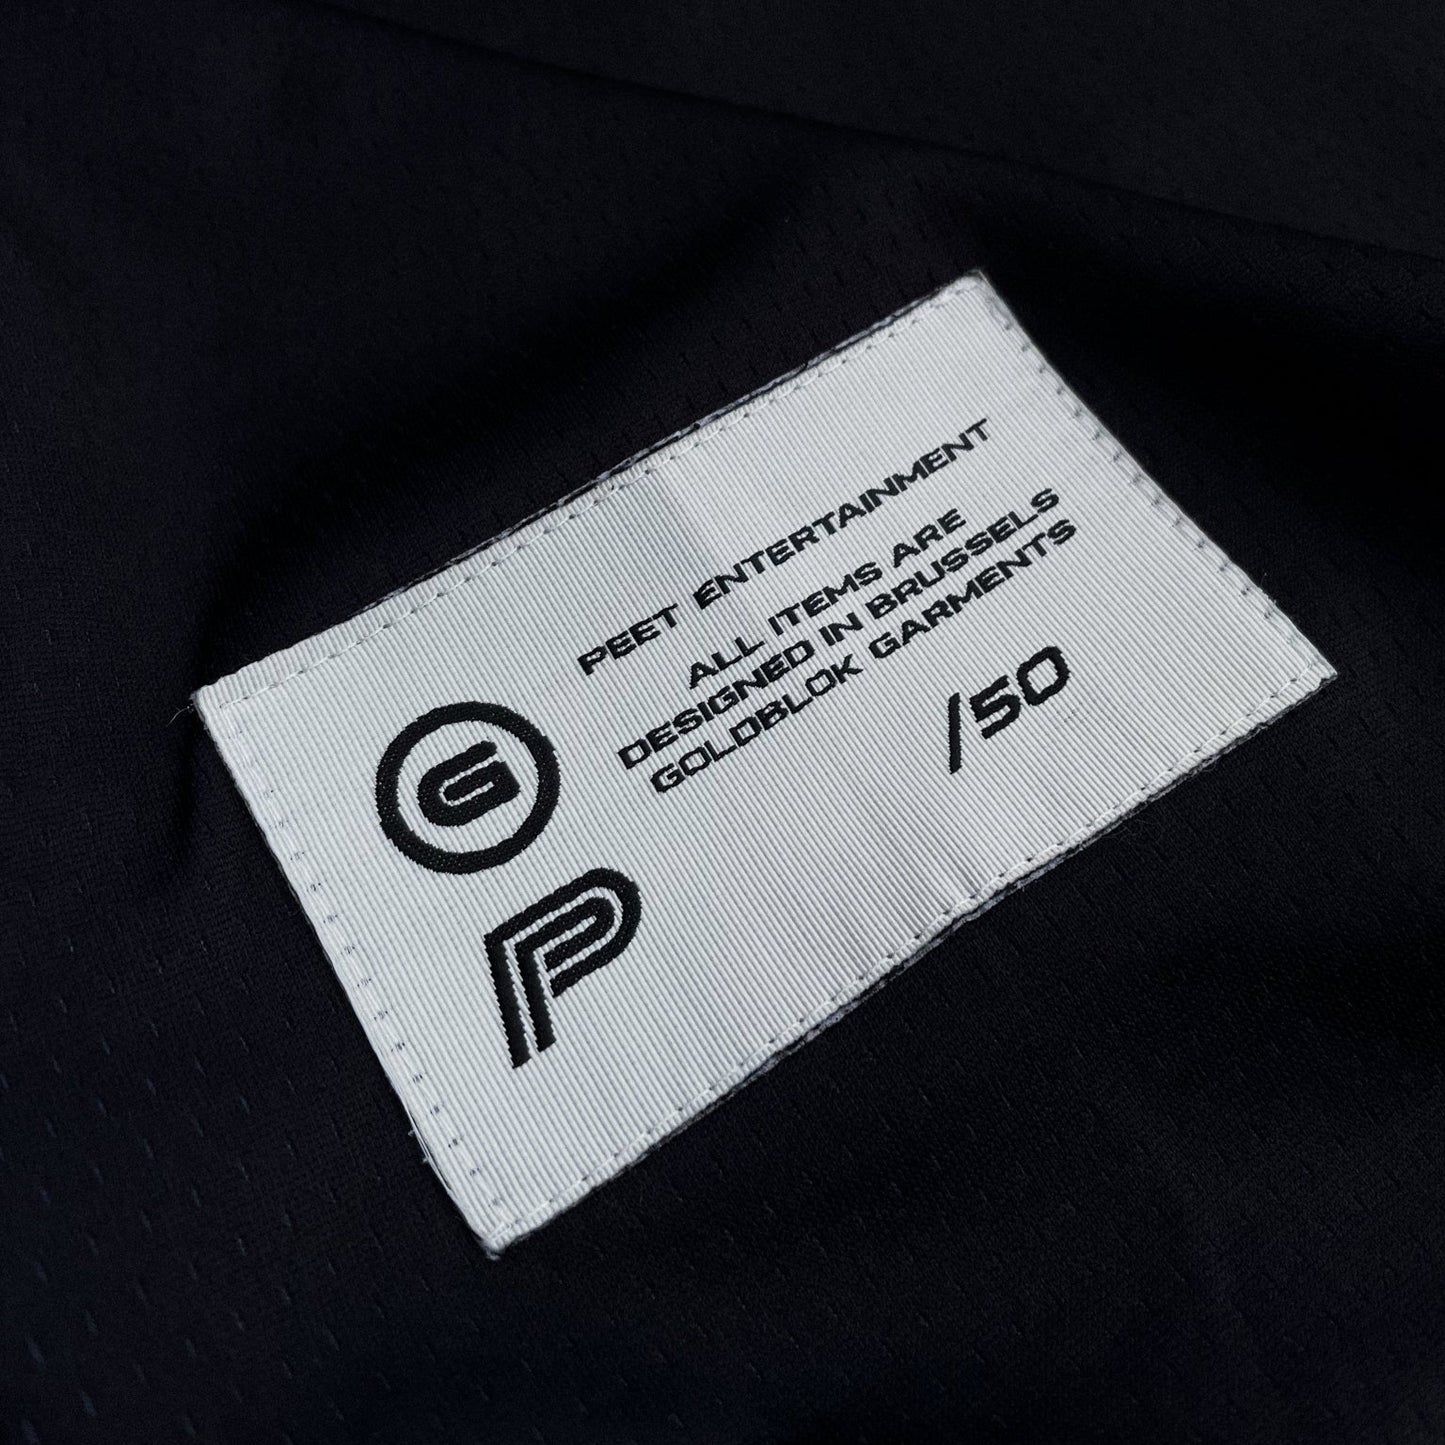 PEET ENTERTAINMENT
ALL ITEMS ARE
DESIGNED IN BRUSSELS
GOLDBLOK GARMENTS
/50
G
P